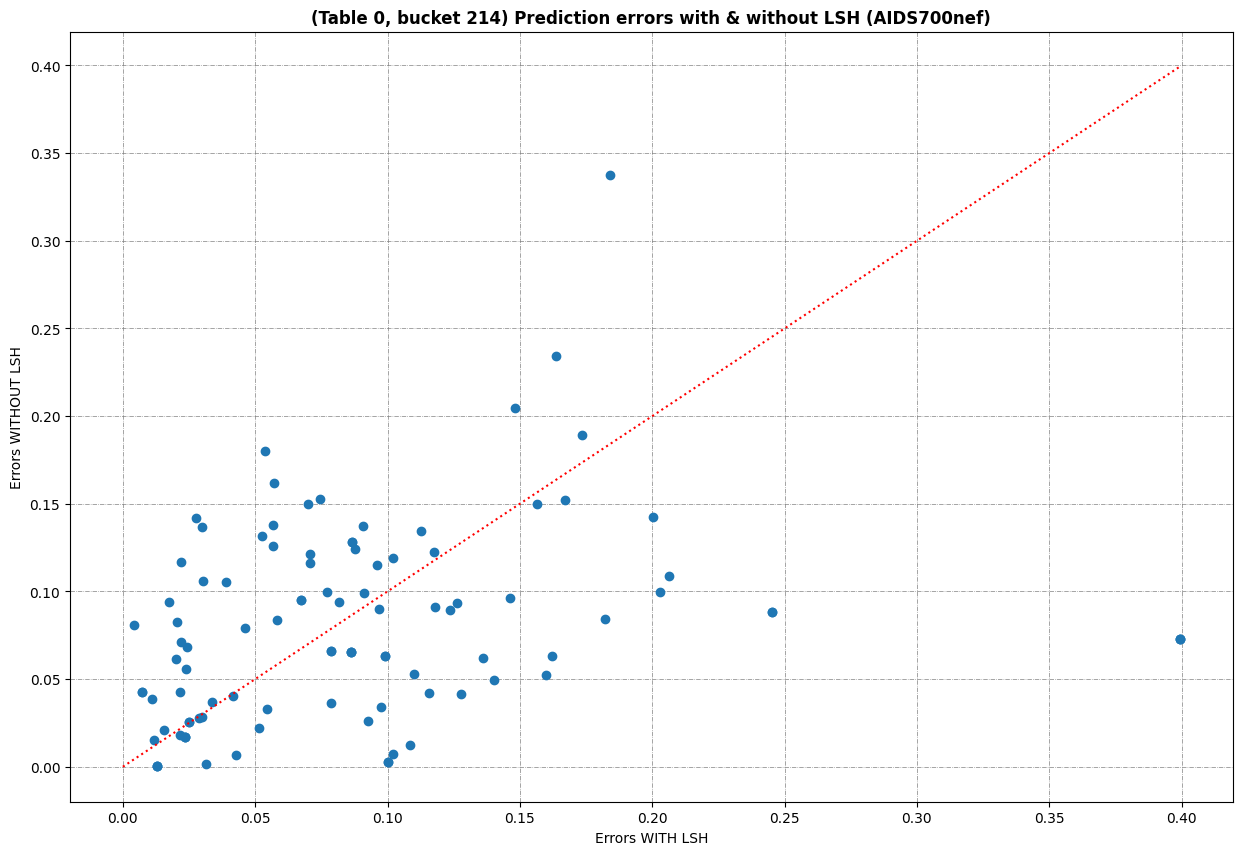 (Table 0, bucket 214) Prediction errors with & without LSH (AIDS700nef)
0.40
0.35
0.30
0.25
0.20
0.15
0.10
0.05
0.00
Errors WITHOUT LSH
0.00 0.05 0.10 0.15 0.20 0.25 0.30 0.35 0.40
Errors WITH LSH